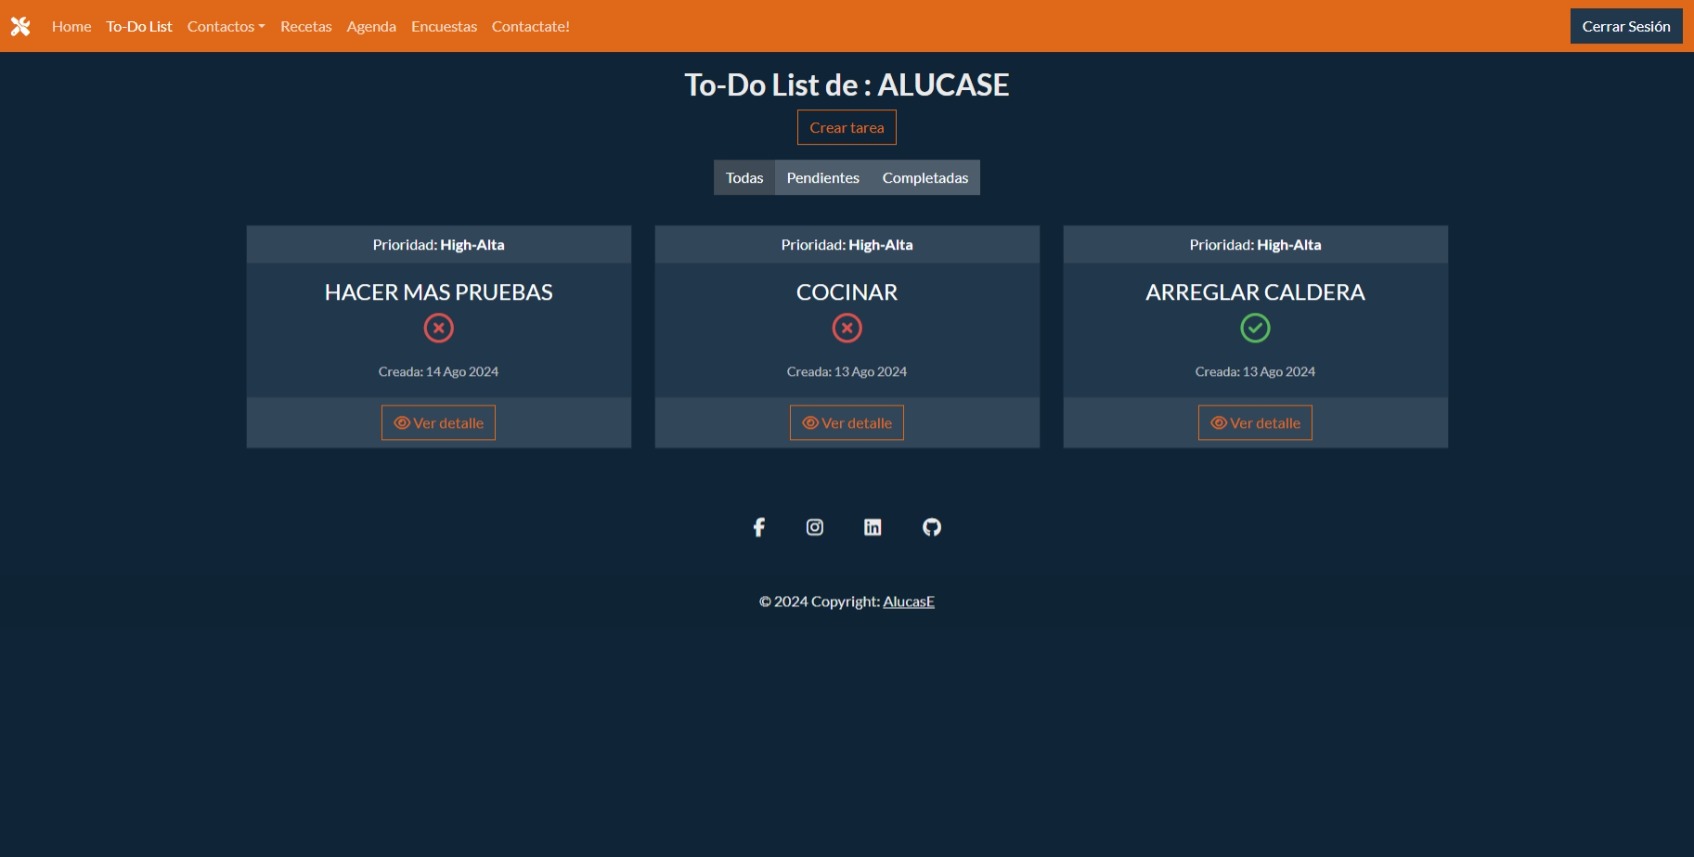 Home To-Do List Contactos Recetas Agenda Encuestas Contactate! Cerrar Sesión
To-Do List de : ALUCASE
Crear tarea
Todas Pendientes Completadas
Prioridad: High-Alta
HACER MAS PRUEBAS
Creada: 14 Ago 2024
Ver detalle
Prioridad: High-Alta
COCINAR
Creada: 13 Ago 2024
Ver detalle
Prioridad: High-Alta
ARREGLAR CALDERA
Creada: 13 Ago 2024
Ver detalle
© 2024 Copyright: AlucasE